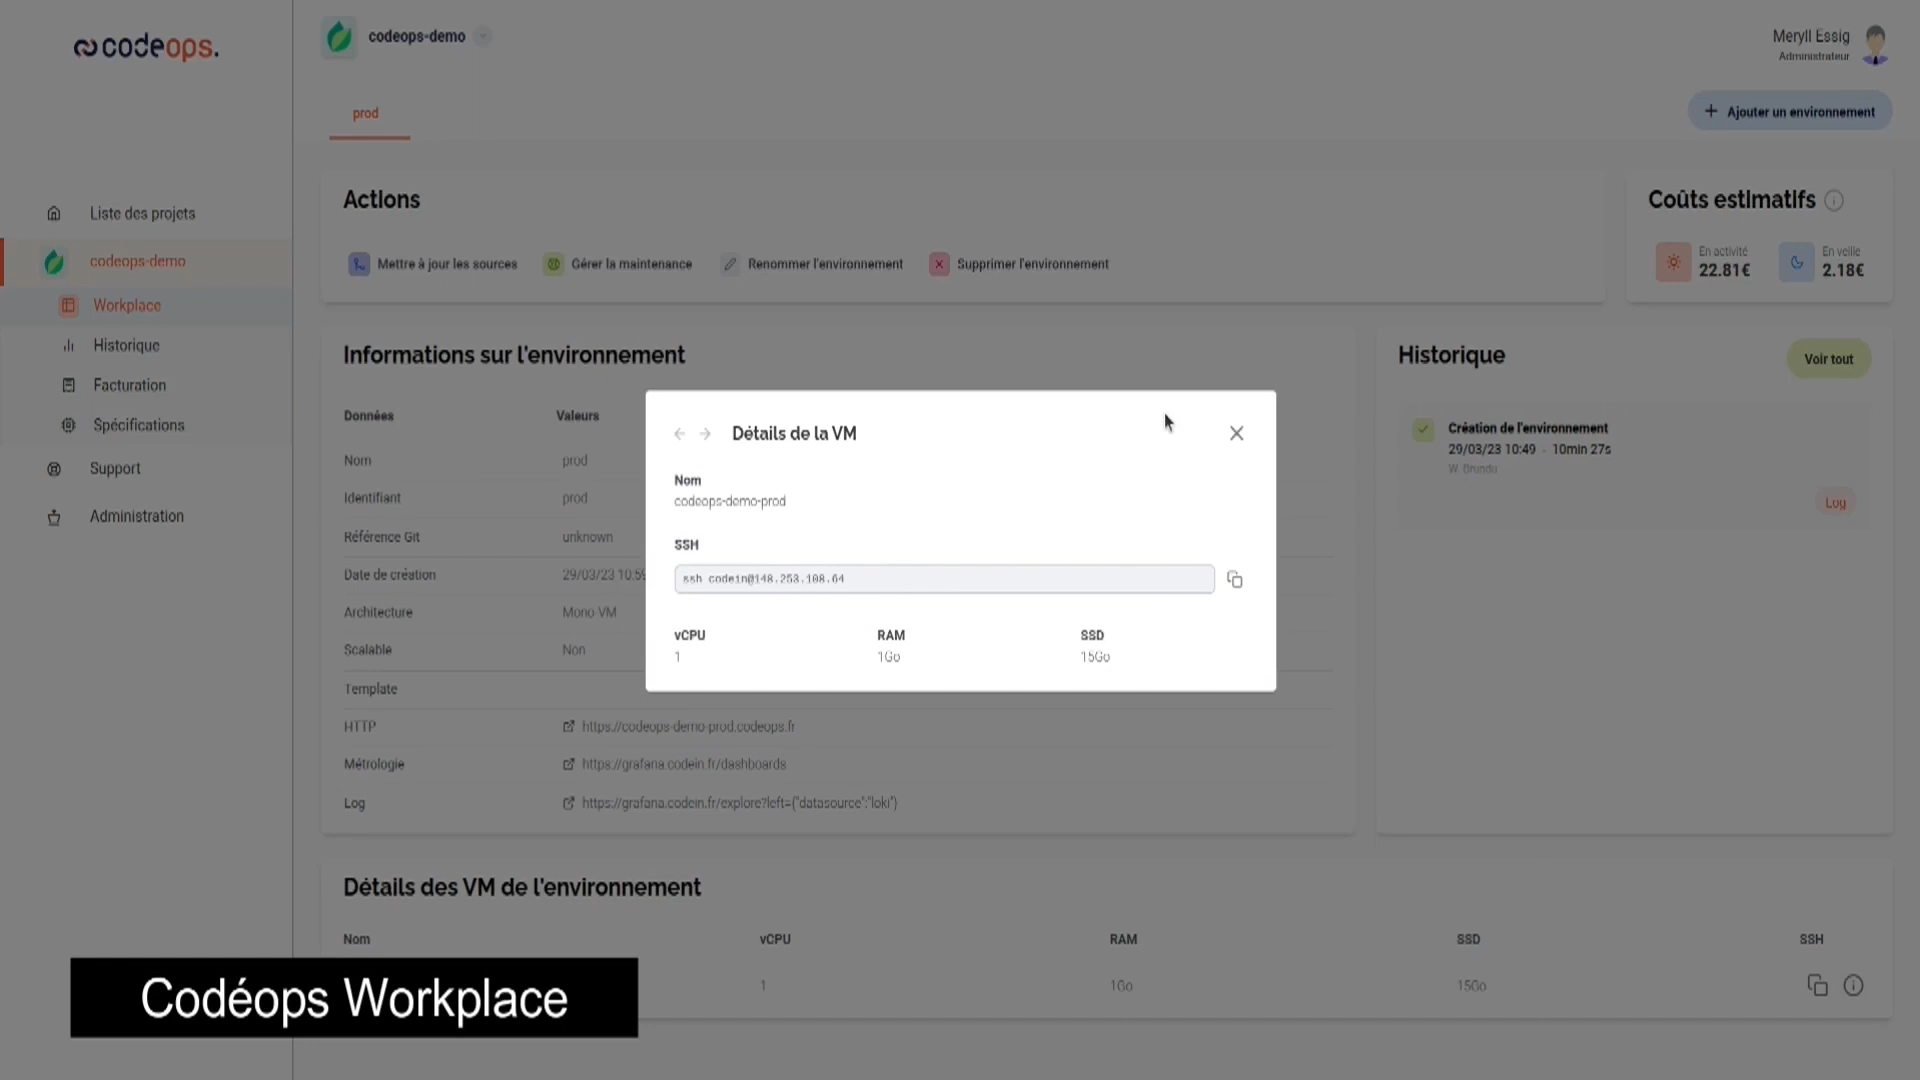 codeops.
codeops-demo
Meryll Essig
Administrateur
prod
+ Ajouter un environnement
Liste des projets
codeops-demo
Workplace
Historique
Facturation
Spécifications
Support
Administration
Actions
Mettre à jour les sources
Gérer la maintenance
Renommer l'environnement
Supprimer l'environnement
Coûts estimatifs
En activité
22.81€
En veille
2.18€
Informations sur l'environnement
Données Valeurs
Nom prod
Identifiant prod
Référence Git unknown
Date de création 29/03/23 10:59
Architecture Mono VM
Scalable Non
Template
HTTP https://codeops-demo-prod.codeops.fr
Métrologie https://grafana.codein.fr/dashboards
Log https://grafana.codein.fr/explore?left={"datasource":"loki"}
Historique
Voir tout
Création de l'environnement
29/03/23 10:49 - 10min 27s
W. Brundu
Log
Détails de la VM
Nom
codeops-demo-prod
SSH
ssh codein@148.253.108.64
vCPU RAM SSD
1 1Go 15Go
Détails des VM de l'environnement
Nom vCPU RAM SSD SSH
1 1Go 15Go
Codéops Workplace